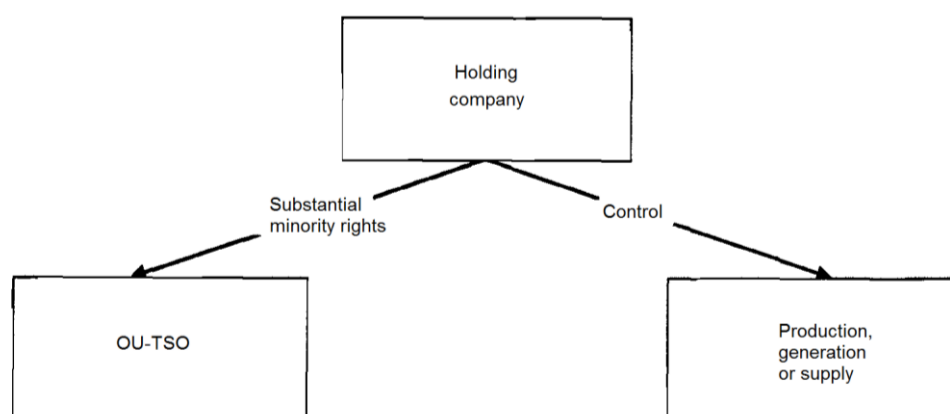 Holding
company
Substantial
minority rights
Control
OU-TSO
Production,
generation
or supply